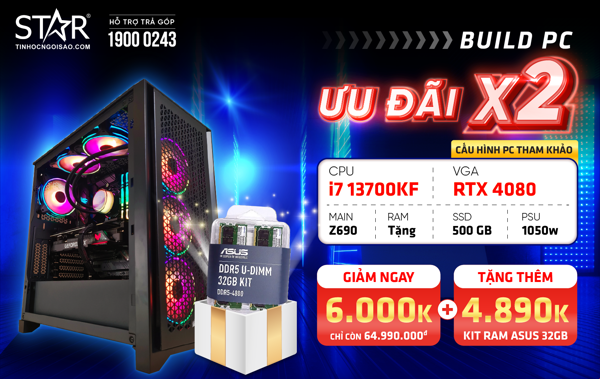 STAR
TINHOCNGOISAO.COM
HỖ TRỢ TRẢ GÓP
1900 0243
BUILD PC
ƯU ĐÃI X2
CẤU HÌNH PC THAM KHẢO
CPU
i7 13700KF
VGA
RTX 4080
MAIN
Z690
RAM
Tặng
SSD
500 GB
PSU
1050w
ASUS
DDR5 U-DIMM
32GB KIT
DDR5-4800
GIẢM NGAY
6.000K
CHỈ CÒN 64.990.000đ
+
TẶNG THÊM
4.890K
KIT RAM ASUS 32GB